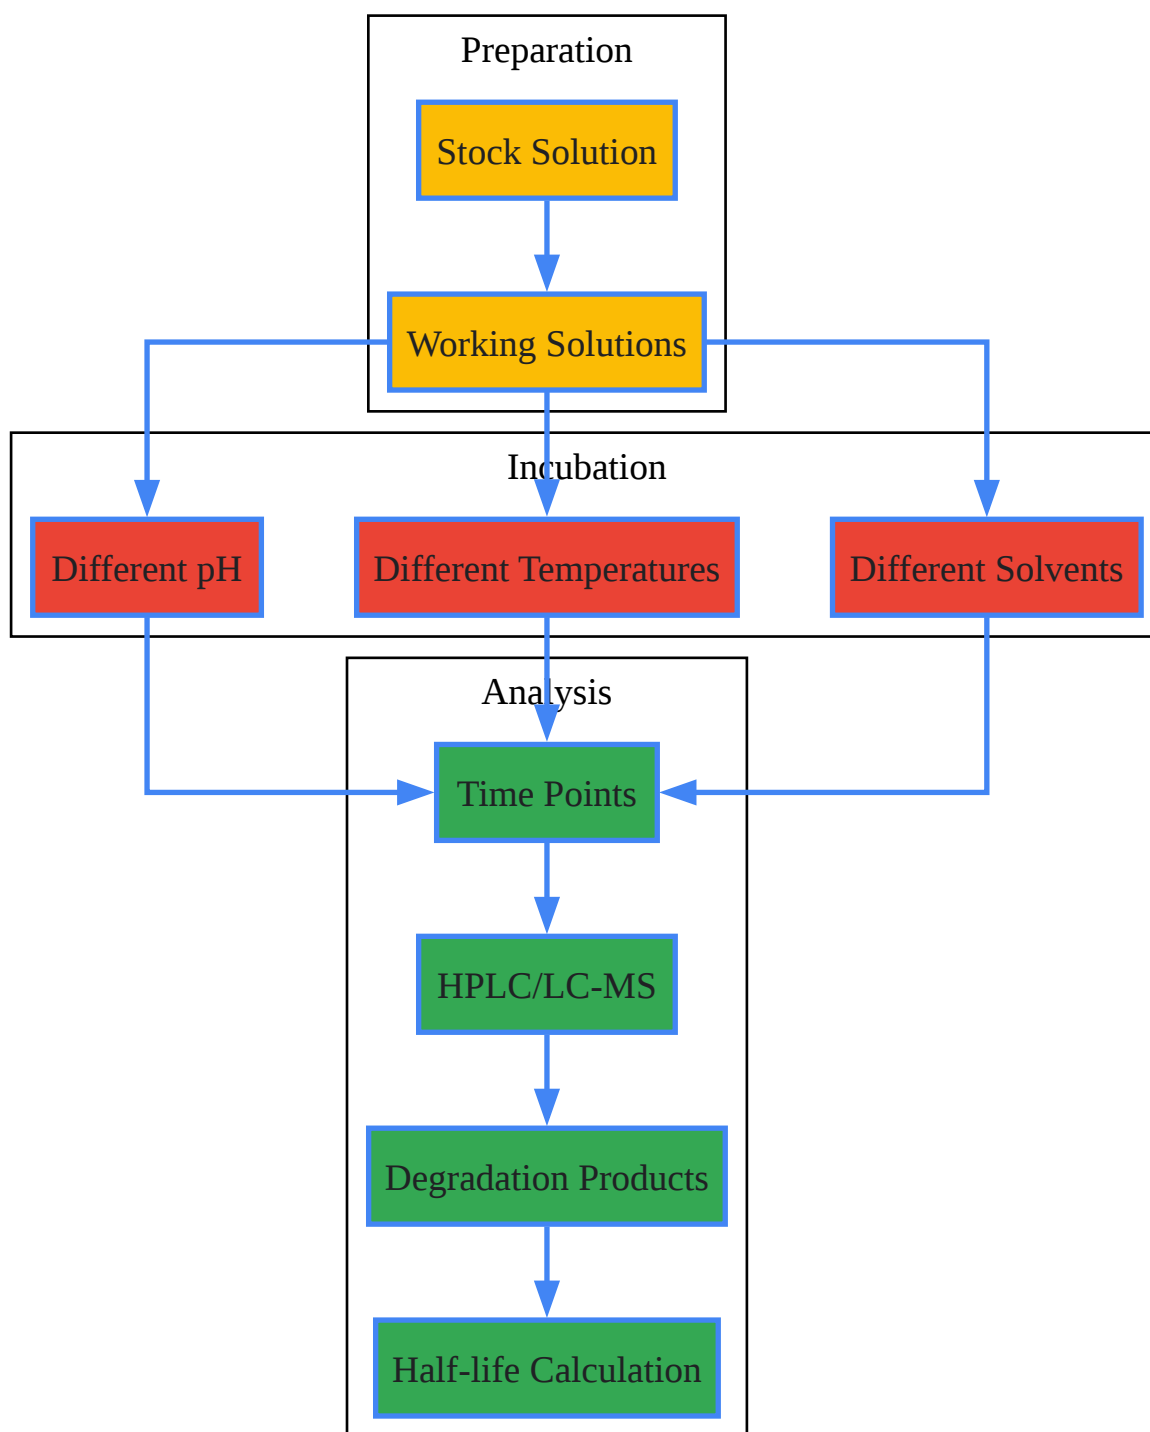 Preparation
Stock Solution
Working Solutions
Incubation
Different pH
Different Temperatures
Different Solvents
Analysis
Time Points
HPLC/LC-MS
Degradation Products
Half-life Calculation